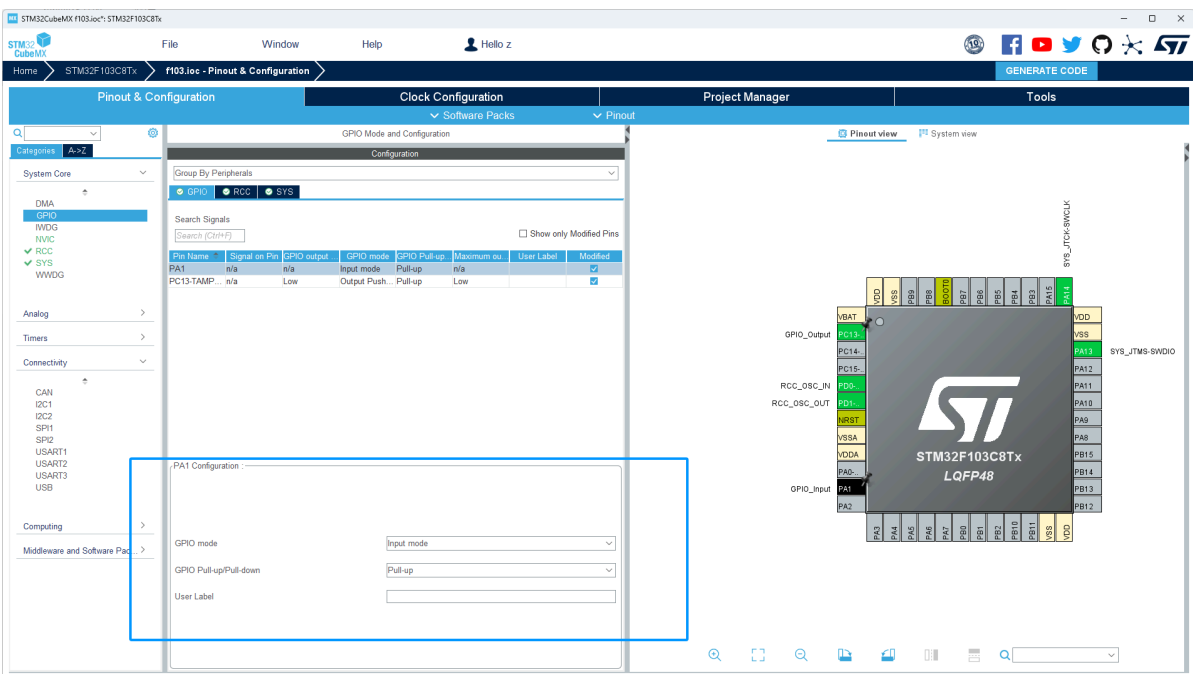 MX STM32CubeMX f103.ioc*: STM32F103C8Tx
STM32
CubeMX
File
Window
Help
Hello z
10
Home
STM32F103C8Tx
f103.ioc - Pinout & Configuration
GENERATE CODE
Pinout & Configuration
Clock Configuration
Project Manager
Tools
Software Packs
Pinout
Categories
A->Z
System Core
DMA
GPIO
IWDG
NVIC
RCC
SYS
WWDG
Analog
Timers
Connectivity
CAN
I2C1
I2C2
SPI1
SPI2
USART1
USART2
USART3
USB
Computing
Middleware and Software Pac...
GPIO Mode and Configuration
Configuration
Group By Peripherals
GPIO
RCC
SYS
Search Signals
Search (Ctrl+F)
Show only Modified Pins
Pin Name Signal on Pin GPIO output ... GPIO mode GPIO Pull-up... Maximum ou... User Label Modified
PA1 n/a n/a Input mode Pull-up n/a
PC13-TAMP... n/a Low Output Push... Pull-up Low
PA1 Configuration :
GPIO mode
Input mode
GPIO Pull-up/Pull-down
Pull-up
User Label
Pinout view
System view
SYS_JTCK-SWCLK
VDD
VSS
PB9
PB8
BOOT0
PB7
PB6
PB5
PB4
PB3
PA15
PA14
VBAT
GPIO_Output PC13-..
PC14-..
PC15-..
RCC_OSC_IN PD0-..
RCC_OSC_OUT PD1-..
NRST
VSSA
VDDA
PA0-..
GPIO_Input PA1
PA2
STM32F103C8Tx
LQFP48
VDD
VSS
PA13 SYS_JTMS-SWDIO
PA12
PA11
PA10
PA9
PA8
PB15
PB14
PB13
PB12
PA3
PA4
PA5
PA6
PA7
PB0
PB1
PB2
PB10
PB11
VSS
VDD